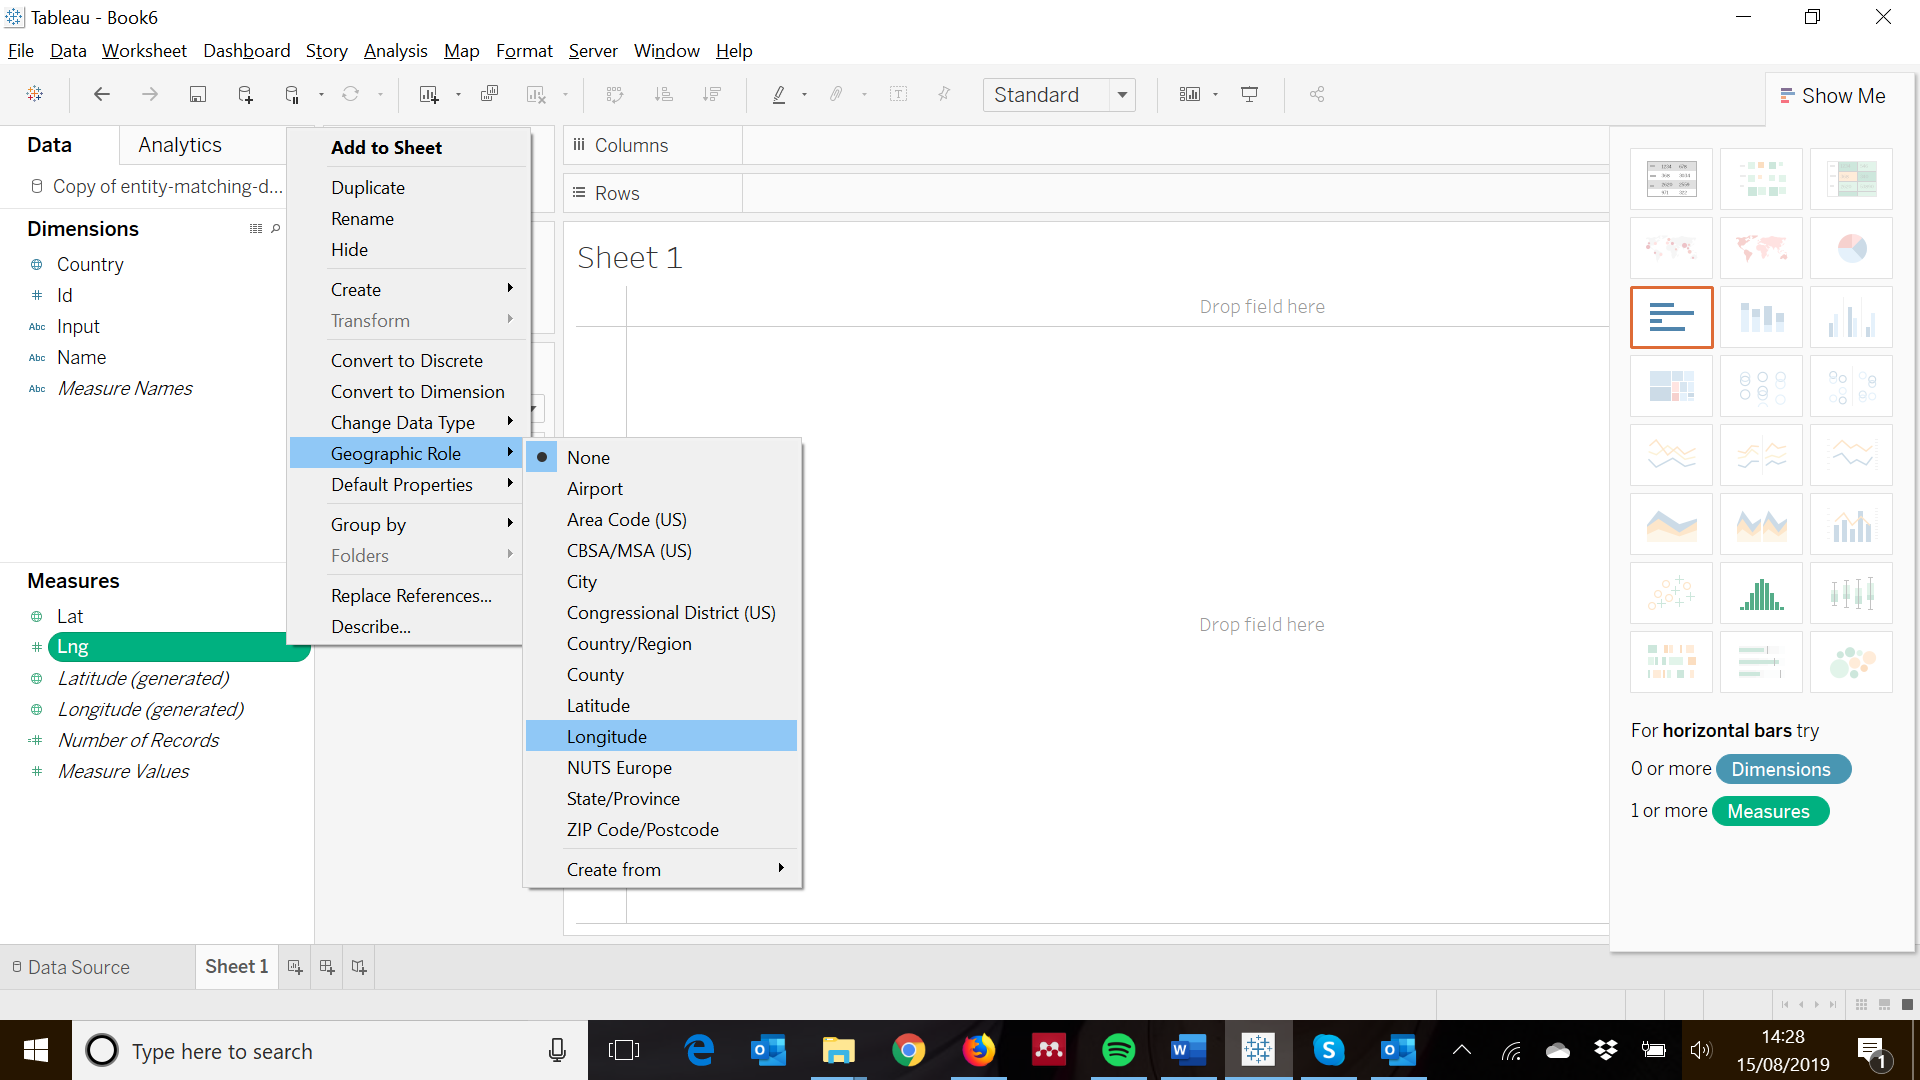 Tableau - Book6
File Data Worksheet Dashboard Story Analysis Map Format Server Window Help
Standard
Show Me
Data Analytics
Copy of entity-matching-d...
Dimensions
Country
Id
Abc Input
Abc Name
Abc Measure Names
Measures
Lat
Lng
Latitude (generated)
Longitude (generated)
Number of Records
Measure Values
Add to Sheet
Duplicate
Rename
Hide
Create
Transform
Convert to Discrete
Convert to Dimension
Change Data Type
Geographic Role
Default Properties
Group by
Folders
Replace References...
Describe...
None
Airport
Area Code (US)
CBSA/MSA (US)
City
Congressional District (US)
Country/Region
County
Latitude
Longitude
NUTS Europe
State/Province
ZIP Code/Postcode
Create from
Columns
Rows
Sheet 1
Drop field here
Drop field here
For horizontal bars try
0 or more Dimensions
1 or more Measures
Data Source
Sheet 1
Type here to search
14:28
15/08/2019
1